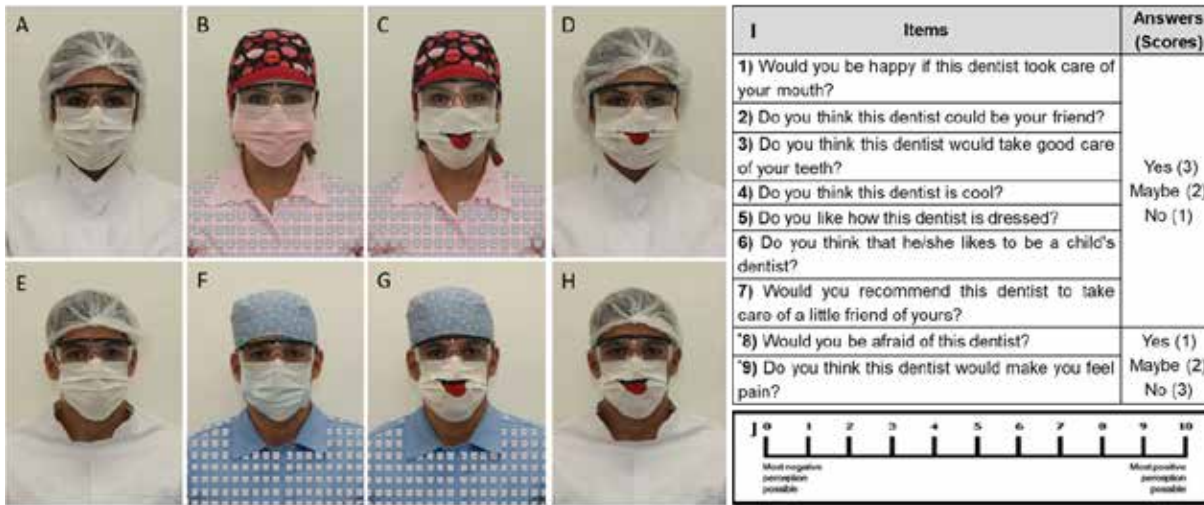 A
B
C
D
E
F
G
H
I Items
Answers
(Scores)
1) Would you be happy if this dentist took care of
your mouth?
2) Do you think this dentist could be your friend?
3) Do you think this dentist would take good care
of your teeth?
4) Do you think this dentist is cool?
5) Do you like how this dentist is dressed?
6) Do you think that he/she likes to be a child's
dentist?
7) Would you recommend this dentist to take
care of a little friend of yours?
Yes (3)
Maybe (2)
No (1)
*8) Would you be afraid of this dentist?
*9) Do you think this dentist would make you feel
pain?
Yes (1)
Maybe (2)
No (3)
J 0 1 2 3 4 5 6 7 8 9 10
Most negative
perception
possible
Most positive
perception
possible